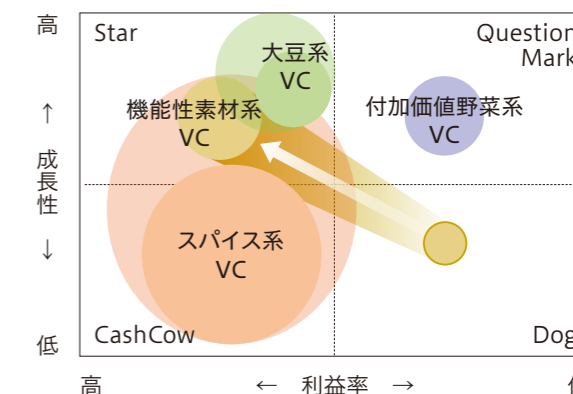 高
Star
Question
Mark
大豆系
VC
機能性素材系
VC
付加価値野菜系
VC
↑
成長性
↓
スパイス系
VC
CashCow
Dog
低
高
← 利益率 →